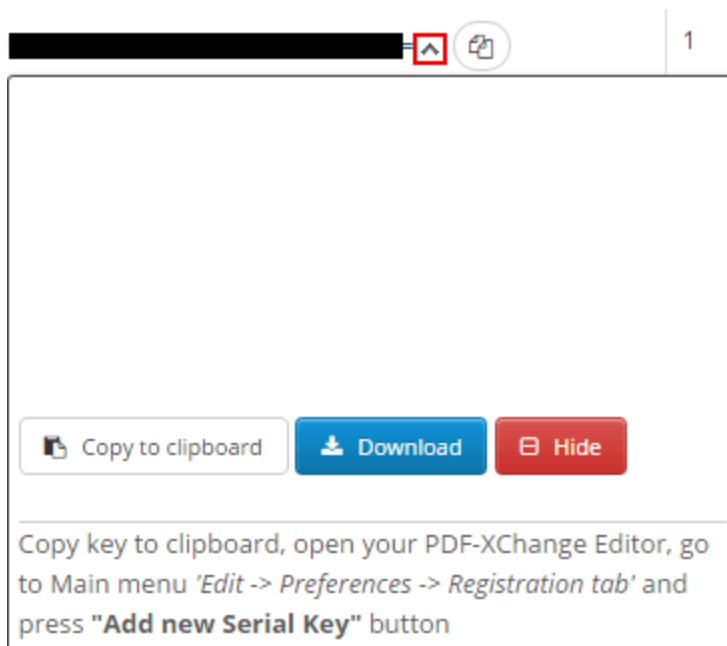 1
Copy to clipboard
Download
Hide
Copy key to clipboard, open your PDF-XChange Editor, go
to Main menu 'Edit -> Preferences -> Registration tab' and
press "Add new Serial Key" button